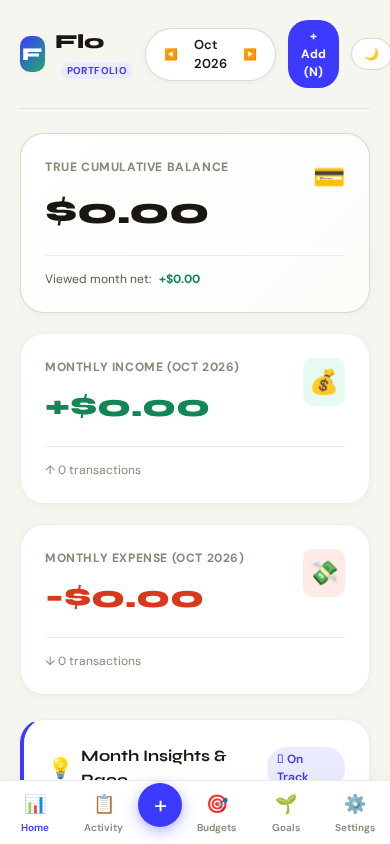 F Flo
PORTFOLIO
Oct
2026
+
Add
(N)
TRUE CUMULATIVE BALANCE
$0.00
Viewed month net: +$0.00
MONTHLY INCOME (OCT 2026)
+$0.00
↑ 0 transactions
MONTHLY EXPENSE (OCT 2026)
-$0.00
↓ 0 transactions
Month Insights &
On
Track
+
Home
Activity
Budgets
Goals
Settings